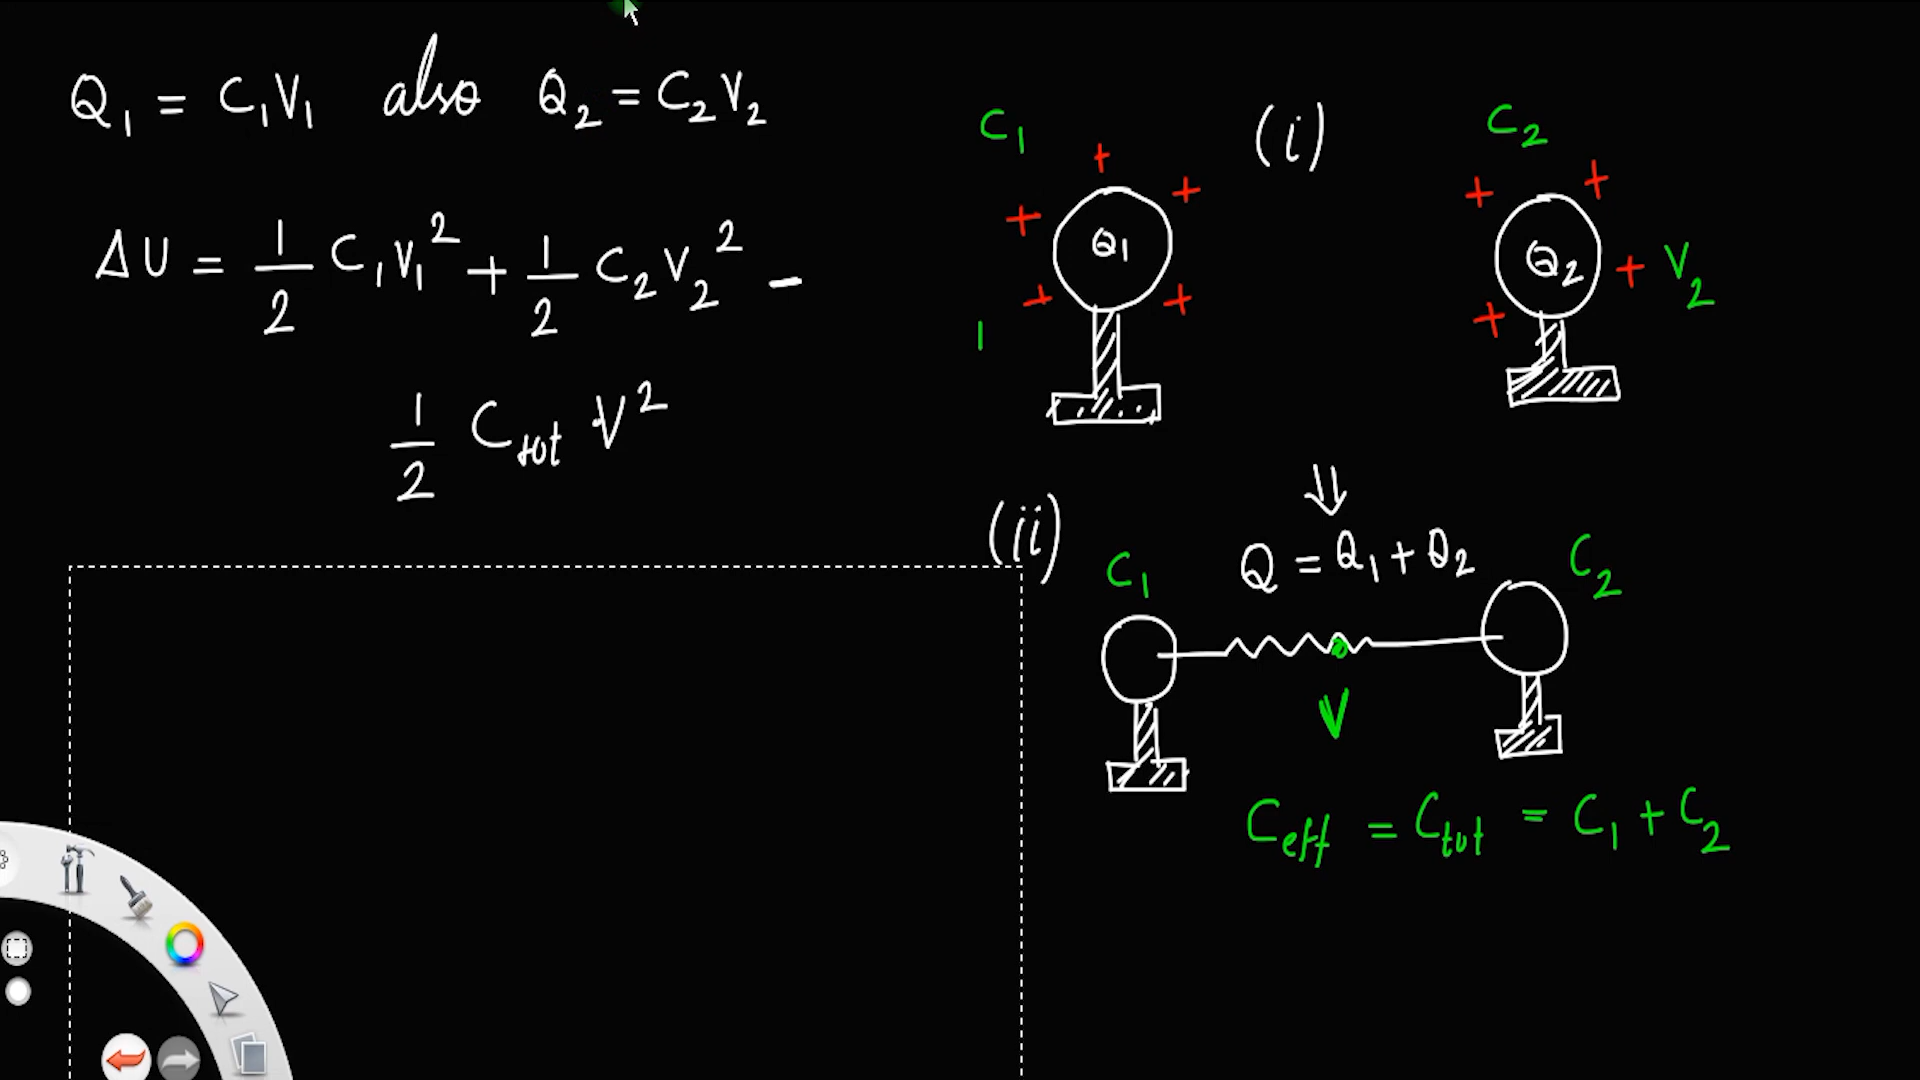 Q₁ = C₁V₁ also Q₂ = C₂V₂
ΔU = 1/2 C₁V₁² + 1/2 C₂V₂² -
1/2 C_tot V²
C₁
(i)
C₂
+ + + + +
Q₁
1
+ + + +
Q₂
V₂
⇓
(ii)
Q = Q₁ + Q₂
C₁
C₂
V
C_eff = C_tot = C₁ + C₂